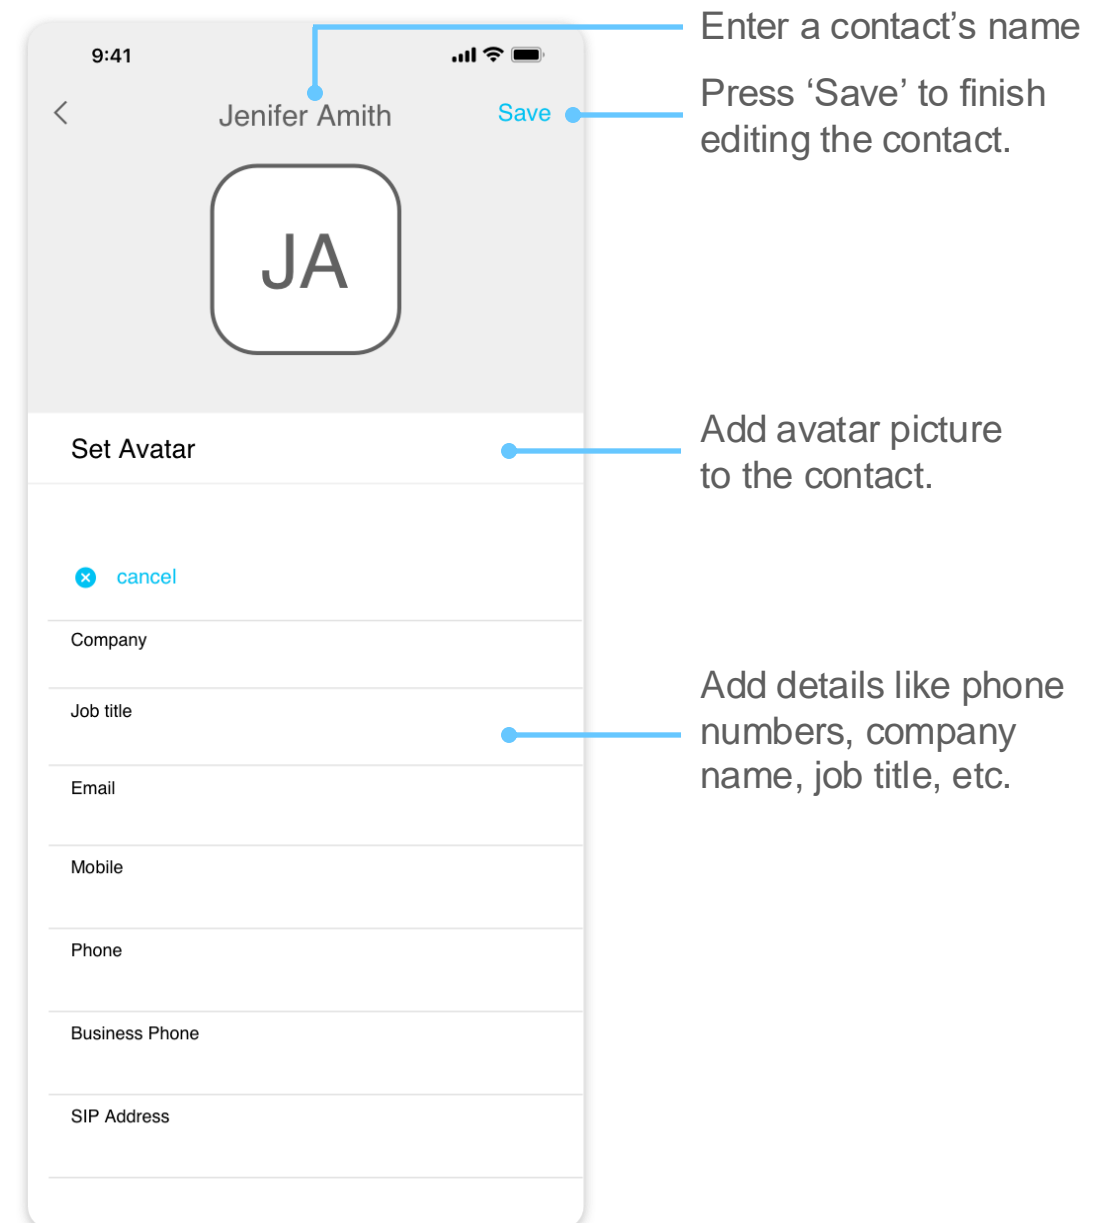 9:41
Jenifer Amith
Save
JA
Set Avatar
cancel
Company
Job title
Email
Mobile
Phone
Business Phone
SIP Address
Enter a contact’s name
Press ‘Save’ to finish
editing the contact.
Add avatar picture
to the contact.
Add details like phone
numbers, company
name, job title, etc.